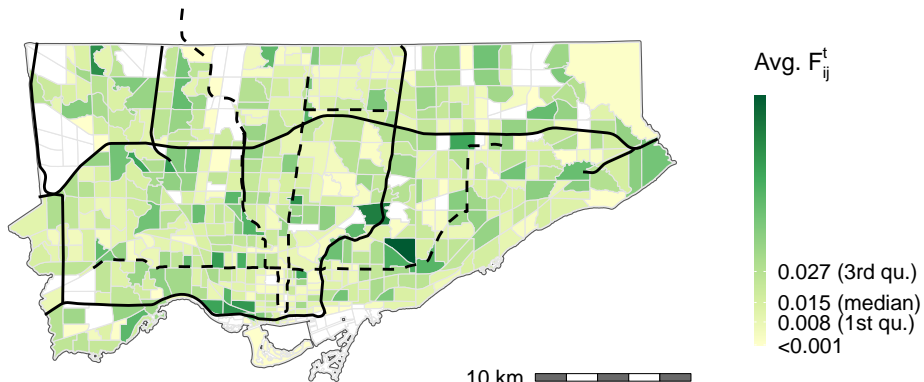 Avg. F^t_ij
0.027 (3rd qu.)
0.015 (median)
0.008 (1st qu.)
<0.001
10 km